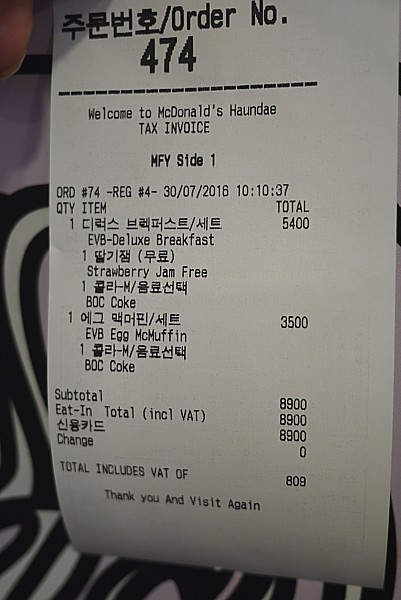 주문번호/Order No.
474
Welcome to McDonald's Haundae
TAX INVOICE
MFY Side 1
ORD #74 -REG #4- 30/07/2016 10:10:37
QTY ITEM TOTAL
1 디럭스 브렉퍼스트/세트 5400
EVB-Deluxe Breakfast
1 딸기잼 (무료)
Strawberry Jam Free
1 콜라-M/음료선택
BOC Coke
1 에그 맥머핀/세트 3500
EVB Egg McMuffin
1 콜라-M/음료선택
BOC Coke
Subtotal 8900
Eat-In Total (incl VAT) 8900
신용카드 8900
Change 0
TOTAL INCLUDES VAT OF 809
Thank you And Visit Again